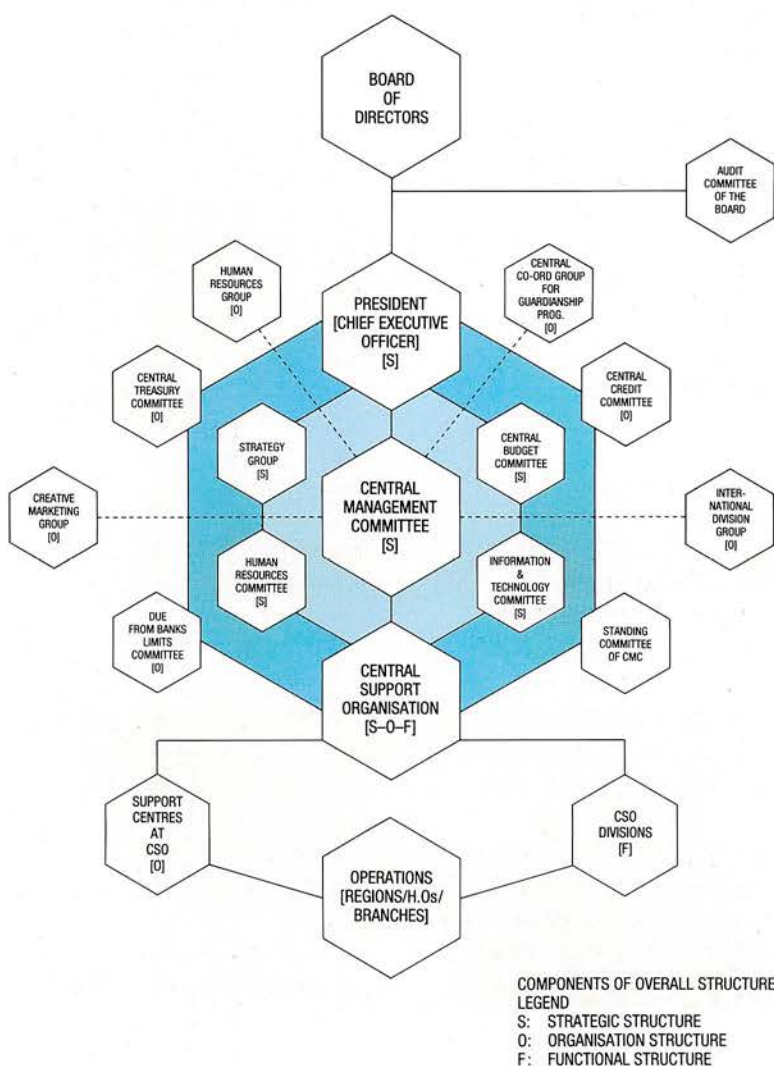 BOARD
OF
DIRECTORS
AUDIT
COMMITTEE
OF THE
BOARD
HUMAN
RESOURCES
GROUP
[O]
CENTRAL
CO-ORD GROUP
FOR
GUARDIANSHIP
PROG.
[O]
PRESIDENT
[CHIEF EXECUTIVE
OFFICER]
[S]
CENTRAL
TREASURY
COMMITTEE
[O]
CENTRAL
CREDIT
COMMITTEE
[O]
STRATEGY
GROUP
[S]
CENTRAL
BUDGET
COMMITTEE
[S]
CENTRAL
MANAGEMENT
COMMITTEE
[S]
CREATIVE
MARKETING
GROUP
[O]
INTER-
NATIONAL
DIVISION
GROUP
[O]
HUMAN
RESOURCES
COMMITTEE
[S]
INFORMATION
&
TECHNOLOGY
COMMITTEE
[S]
DUE
FROM BANKS
LIMITS
COMMITTEE
[O]
STANDING
COMMITTEE
OF CMC
CENTRAL
SUPPORT
ORGANISATION
[S–O–F]
SUPPORT
CENTRES
AT
CSO
[O]
CSO
DIVISIONS
[F]
OPERATIONS
[REGIONS/H.Os/
BRANCHES]
COMPONENTS OF OVERALL STRUCTURE
LEGEND
S: STRATEGIC STRUCTURE
O: ORGANISATION STRUCTURE
F: FUNCTIONAL STRUCTURE